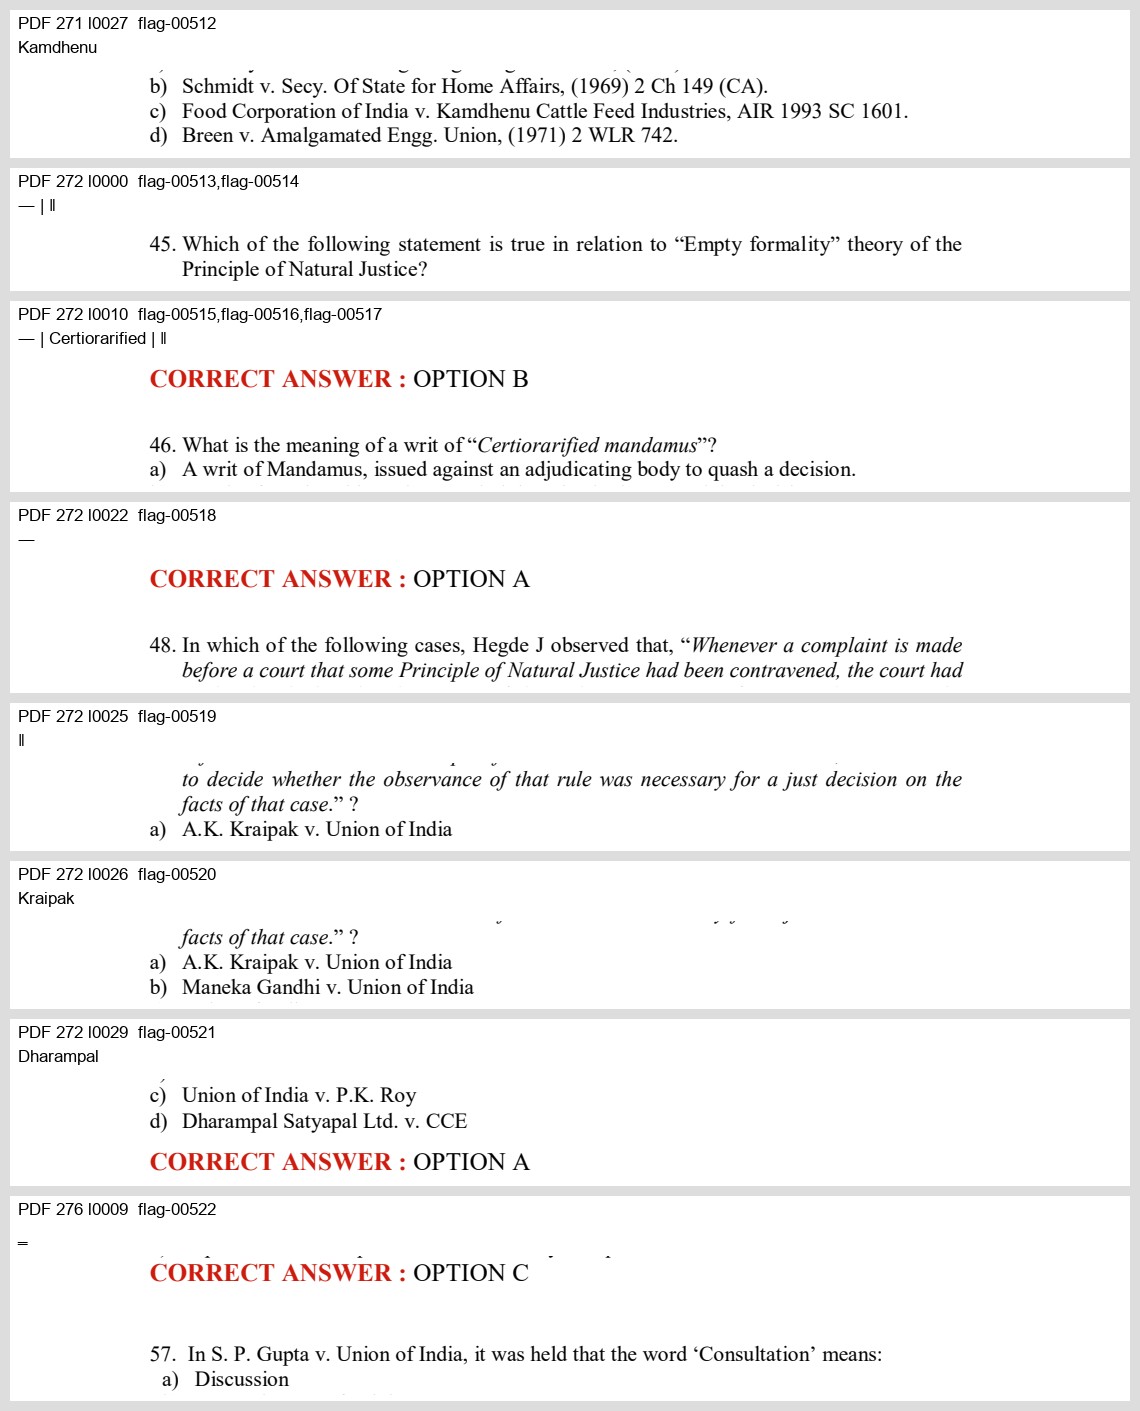 PDF 271 l0027 flag-00512
Kamdhenu
b) Schmidt v. Secy. Of State for Home Affairs, (1969) 2 Ch 149 (CA).
c) Food Corporation of India v. Kamdhenu Cattle Feed Industries, AIR 1993 SC 1601.
d) Breen v. Amalgamated Engg. Union, (1971) 2 WLR 742.
PDF 272 l0000 flag-00513,flag-00514
— | ‖
45. Which of the following statement is true in relation to “Empty formality” theory of the
Principle of Natural Justice?
PDF 272 l0010 flag-00515,flag-00516,flag-00517
— | Certiorarified | ‖
CORRECT ANSWER : OPTION B
46. What is the meaning of a writ of “Certiorarified mandamus”?
a) A writ of Mandamus, issued against an adjudicating body to quash a decision.
PDF 272 l0022 flag-00518
—
CORRECT ANSWER : OPTION A
48. In which of the following cases, Hegde J observed that, “Whenever a complaint is made
before a court that some Principle of Natural Justice had been contravened, the court had
PDF 272 l0025 flag-00519
‖
to decide whether the observance of that rule was necessary for a just decision on the
facts of that case.” ?
a) A.K. Kraipak v. Union of India
PDF 272 l0026 flag-00520
Kraipak
facts of that case.” ?
a) A.K. Kraipak v. Union of India
b) Maneka Gandhi v. Union of India
PDF 272 l0029 flag-00521
Dharampal
c) Union of India v. P.K. Roy
d) Dharampal Satyapal Ltd. v. CCE
CORRECT ANSWER : OPTION A
PDF 276 l0009 flag-00522
‗
CORRECT ANSWER : OPTION C
57. In S. P. Gupta v. Union of India, it was held that the word ‘Consultation’ means:
a) Discussion